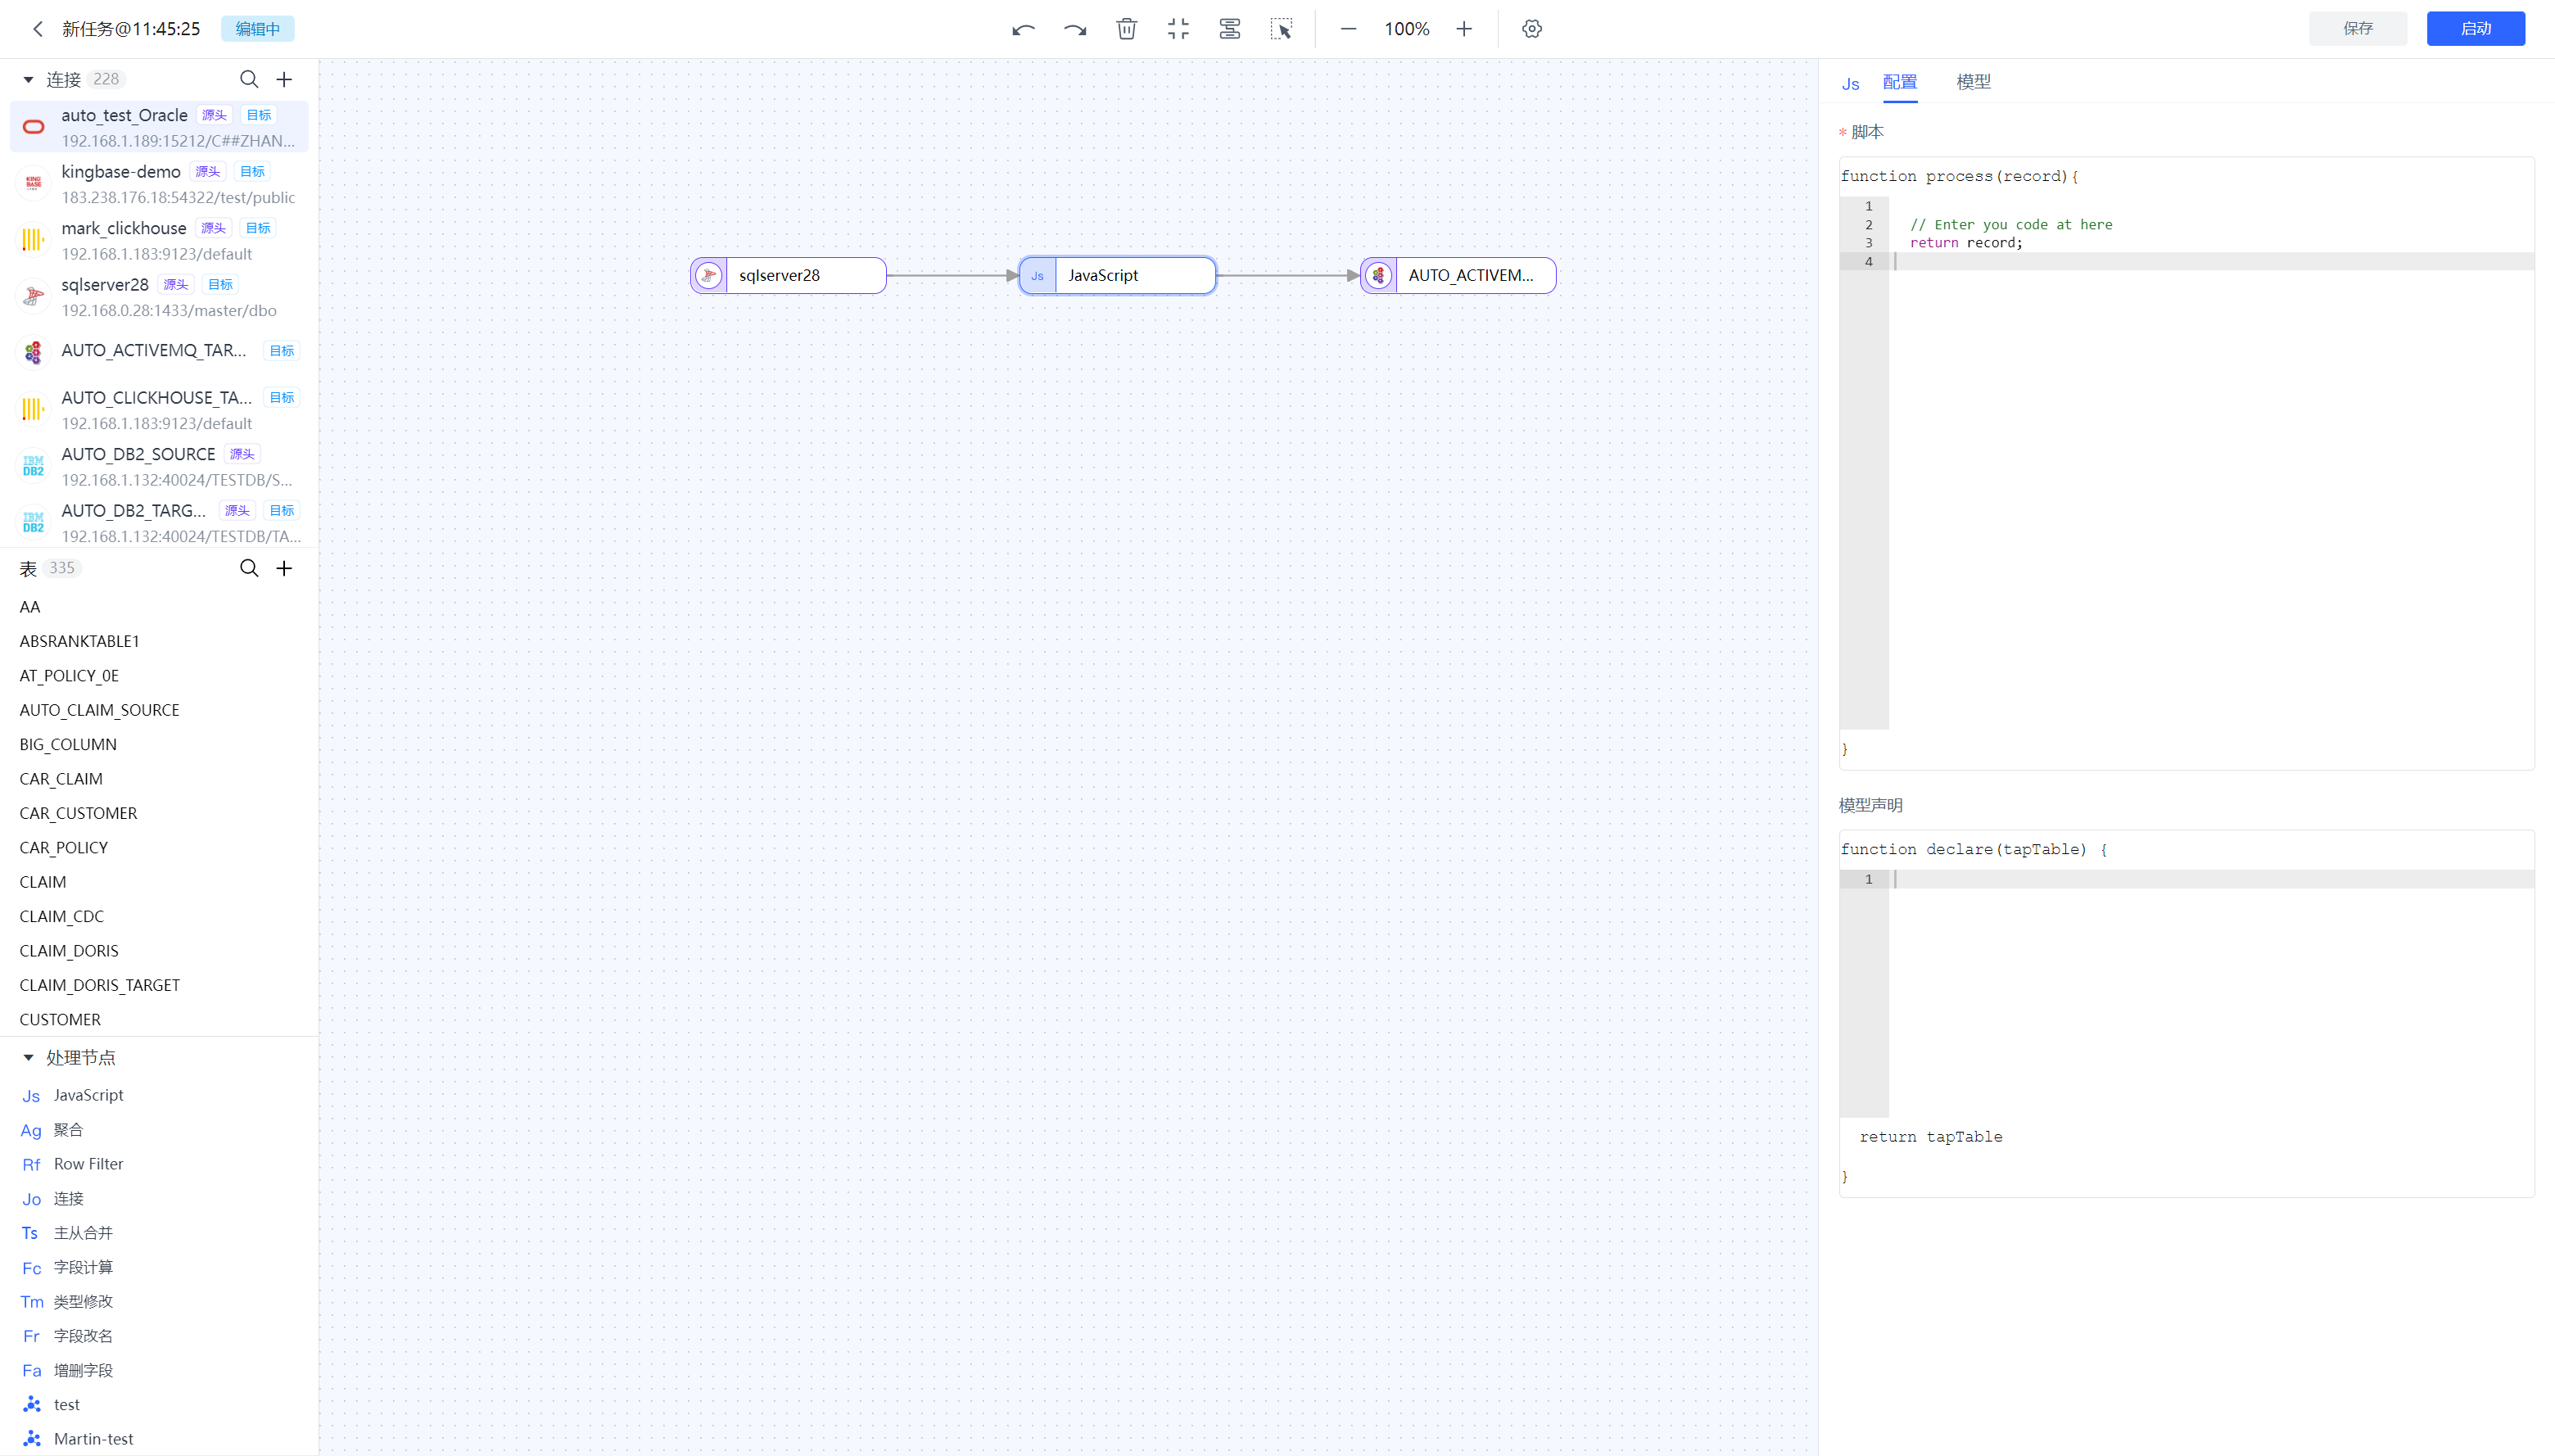 新任务@11:45:25 编辑中 100% 保存 启动
连接 228
auto_test_Oracle 源头 目标
192.168.1.189:15212/C##ZHAN...
KING BASE kingbase-demo 源头 目标
183.238.176.18:54322/test/public
mark_clickhouse 源头 目标
192.168.1.183:9123/default
sqlserver28 源头 目标
192.168.0.28:1433/master/dbo
AUTO_ACTIVEMQ_TAR... 目标
AUTO_CLICKHOUSE_TA... 目标
192.168.1.183:9123/default
IBM DB2 AUTO_DB2_SOURCE 源头
192.168.1.132:40024/TESTDB/S...
IBM DB2 AUTO_DB2_TARG... 源头 目标
192.168.1.132:40024/TESTDB/TA...
表 335
AA
ABSRANKTABLE1
AT_POLICY_0E
AUTO_CLAIM_SOURCE
BIG_COLUMN
CAR_CLAIM
CAR_CUSTOMER
CAR_POLICY
CLAIM
CLAIM_CDC
CLAIM_DORIS
CLAIM_DORIS_TARGET
CUSTOMER
处理节点
Js JavaScript
Ag 聚合
Rf Row Filter
Jo 连接
Ts 主从合并
Fc 字段计算
Tm 类型修改
Fr 字段改名
Fa 增删字段
test
Martin-test
sqlserver28
Js JavaScript
AUTO_ACTIVEM...
Js 配置 模型
* 脚本
function process(record){
1
2 // Enter you code at here
3 return record;
4
}
模型声明
function declare(tapTable) {
1
return tapTable
}